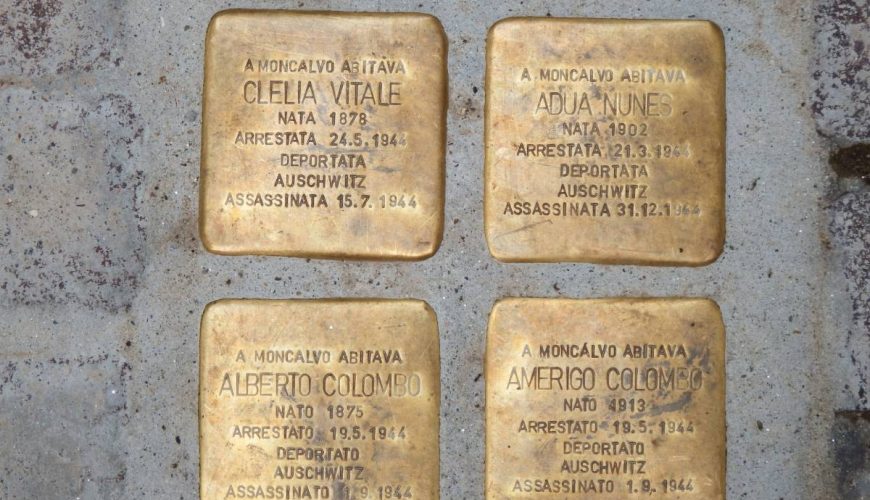 A MONCALVO ABITAVA
CLELIA VITALE
NATA 1878
ARRESTATA 24.5.1944
DEPORTATA
AUSCHWITZ
ASSASSINATA 15.7.1944
A MONCALVO ABITAVA
ADUA NUNES
NATA 1902
ARRESTATA 21.3.1944
DEPORTATA
AUSCHWITZ
ASSASSINATA 31.12.1944
A MONCALVO ABITAVA
ALBERTO COLOMBO
NATO 1875
ARRESTATO 19.5.1944
DEPORTATO
AUSCHWITZ
ASSASSINATO 1.9.1944
A MONCALVO ABITAVA
AMERIGO COLOMBO
NATO 1913
ARRESTATO 19.5.1944
DEPORTATO
AUSCHWITZ
ASSASSINATO 1.9.1944